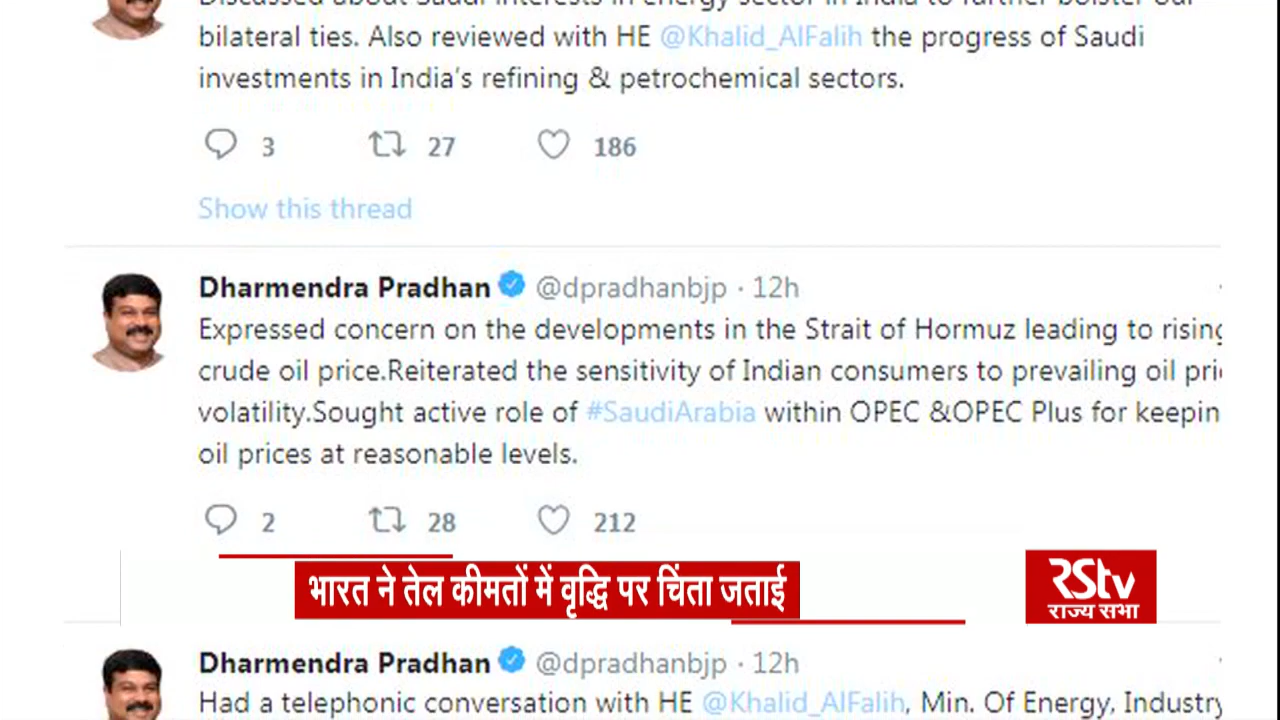 Discussed about Saudi interests in energy sector in India to further bolster our
bilateral ties. Also reviewed with HE @Khalid_AlFalih the progress of Saudi
investments in India's refining & petrochemical sectors.
3 27 186
Show this thread
Dharmendra Pradhan @dpradhanbjp · 12h
Expressed concern on the developments in the Strait of Hormuz leading to rising
crude oil price.Reiterated the sensitivity of Indian consumers to prevailing oil
volatility.Sought active role of #SaudiArabia within OPEC &OPEC Plus for keepin
oil prices at reasonable levels.
2 28 212
भारत ने तेल कीमतों में वृद्धि पर चिंता जताई
RStv
राज्य सभा
Dharmendra Pradhan @dpradhanbjp · 12h
Had a telephonic conversation with HE @Khalid_AlFalih, Min. Of Energy, Industry